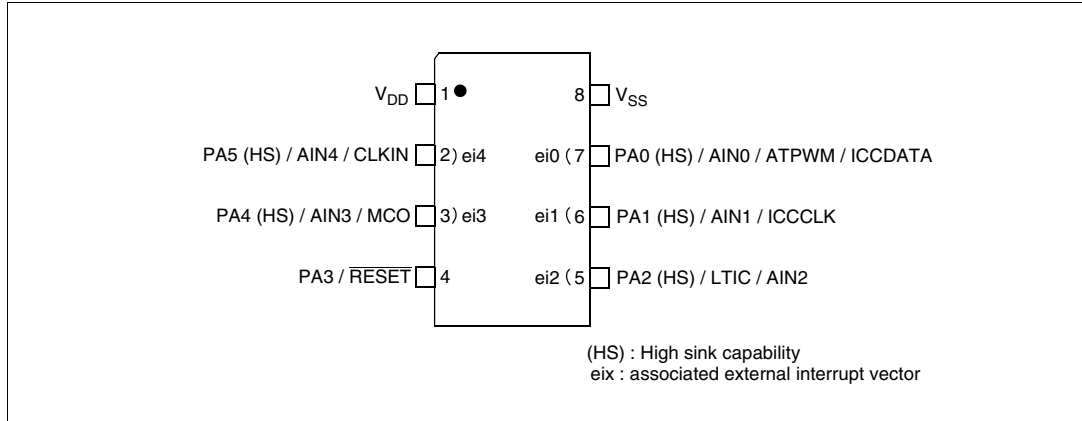 V_DD 1 8 V_SS
PA5 (HS) / AIN4 / CLKIN 2) ei4 ei0 (7 PA0 (HS) / AIN0 / ATPWM / ICCDATA
PA4 (HS) / AIN3 / MCO 3) ei3 ei1 (6 PA1 (HS) / AIN1 / ICCCLK
PA3 / RESET 4 ei2 (5 PA2 (HS) / LTIC / AIN2
(HS) : High sink capability
eix : associated external interrupt vector